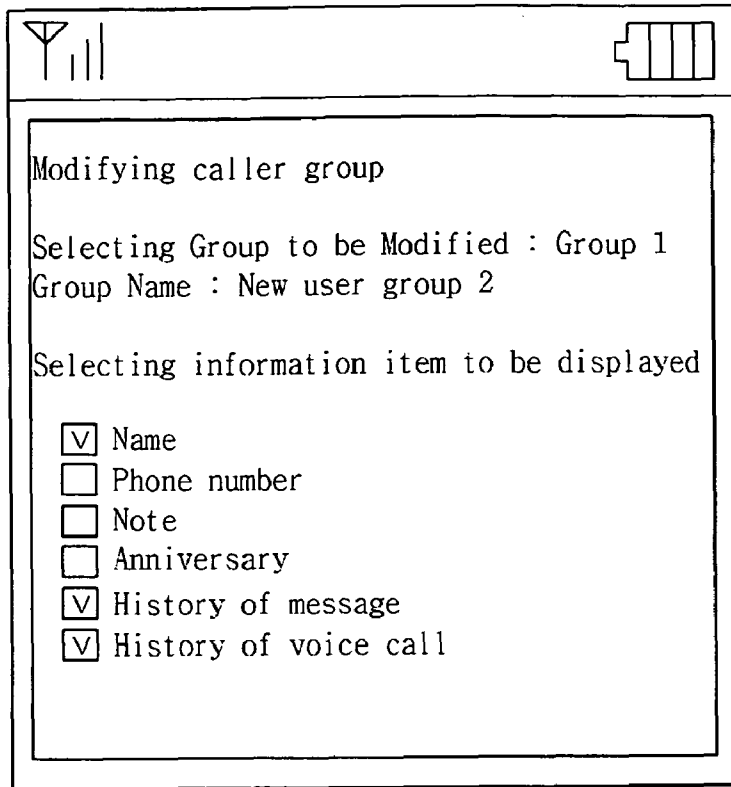 Modifying caller group
Selecting Group to be Modified : Group 1
Group Name : New user group 2
Selecting information item to be displayed
V Name
Phone number
Note
Anniversary
V History of message
V History of voice call